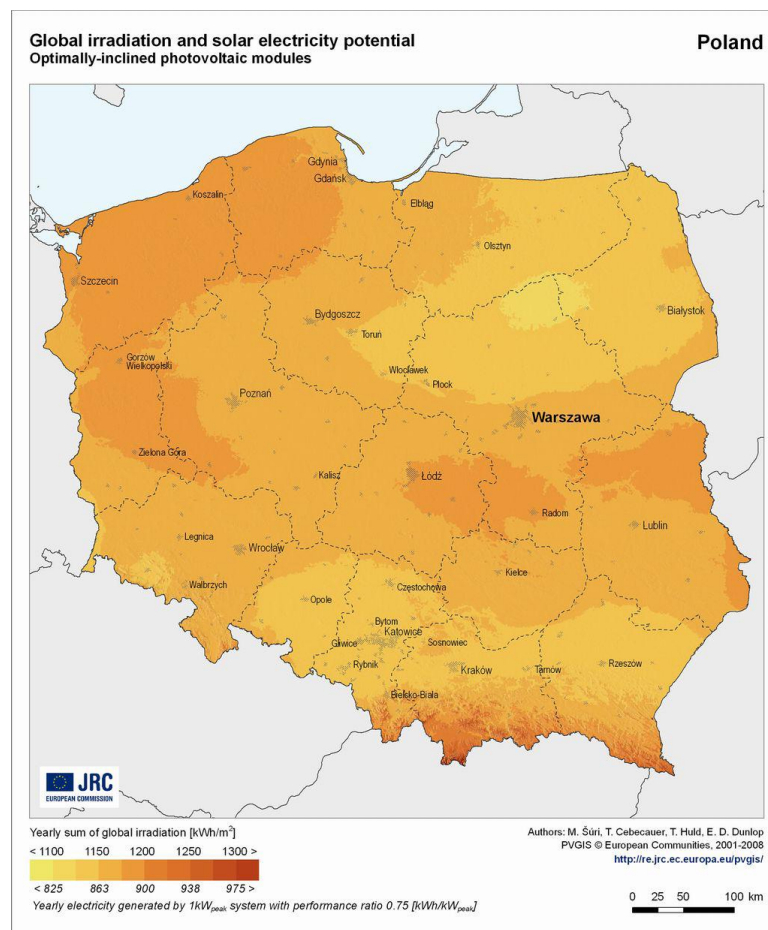 Global irradiation and solar electricity potential
Optimally-inclined photovoltaic modules
Poland
Gdynia
Gdańsk
Koszalin
Elbląg
Olsztyn
Szczecin
Białystok
Bydgoszcz
Toruń
Gorzów
Wielkopolski
Włocławek
Płock
Poznań
Warszawa
Zielona Góra
Kalisz
Łódź
Radom
Lublin
Legnica
Wrocław
Kielce
Wałbrzych
Częstochowa
Opole
Bytom
Katowice
Gliwice
Sosnowiec
Rybnik
Kraków
Tarnów
Rzeszów
Bielsko-Biała
JRC
EUROPEAN COMMISSION
Yearly sum of global irradiation [kWh/m²]
< 1100 1150 1200 1250 1300 >
< 825 863 900 938 975 >
Yearly electricity generated by 1kWpeak system with performance ratio 0.75 [kWh/kWpeak]
Authors: M. Šúri, T. Cebecauer, T. Huld, E. D. Dunlop
PVGIS © European Communities, 2001-2008
http://re.jrc.ec.europa.eu/pvgis/
0 25 50 100 km